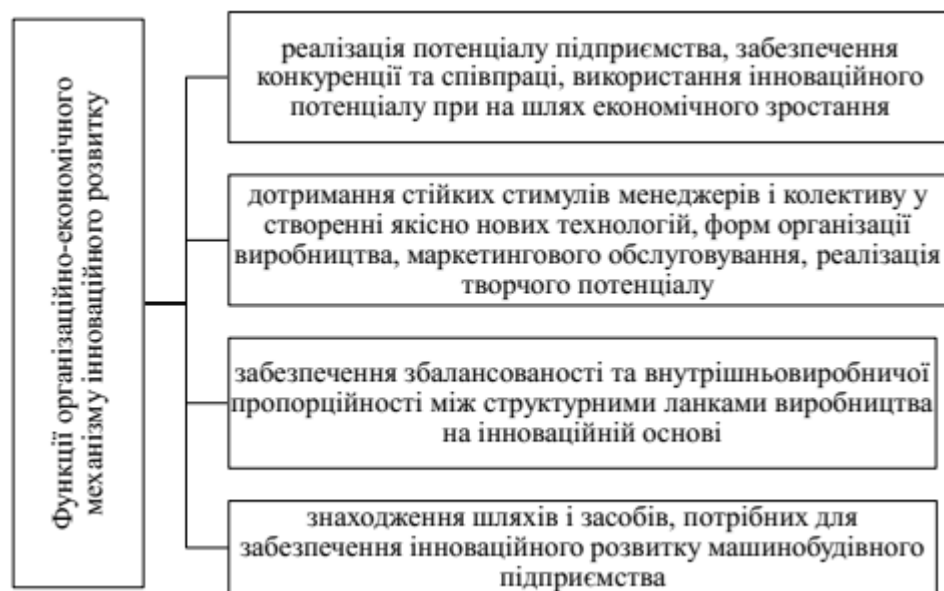 Функції організаційно-економічного
механізму інноваційного розвитку
реалізація потенціалу підприємства, забезпечення
конкуренції та співпраці, використання інноваційного
потенціалу при на шлях економічного зростання
дотримання стійких стимулів менеджерів і колективу у
створенні якісно нових технологій, форм організації
виробництва, маркетингового обслуговування, реалізація
творчого потенціалу
забезпечення збалансованості та внутрішньовиробничої
пропорційності між структурними ланками виробництва
на інноваційній основі
знаходження шляхів і засобів, потрібних для
забезпечення інноваційного розвитку машинобудівного
підприємства